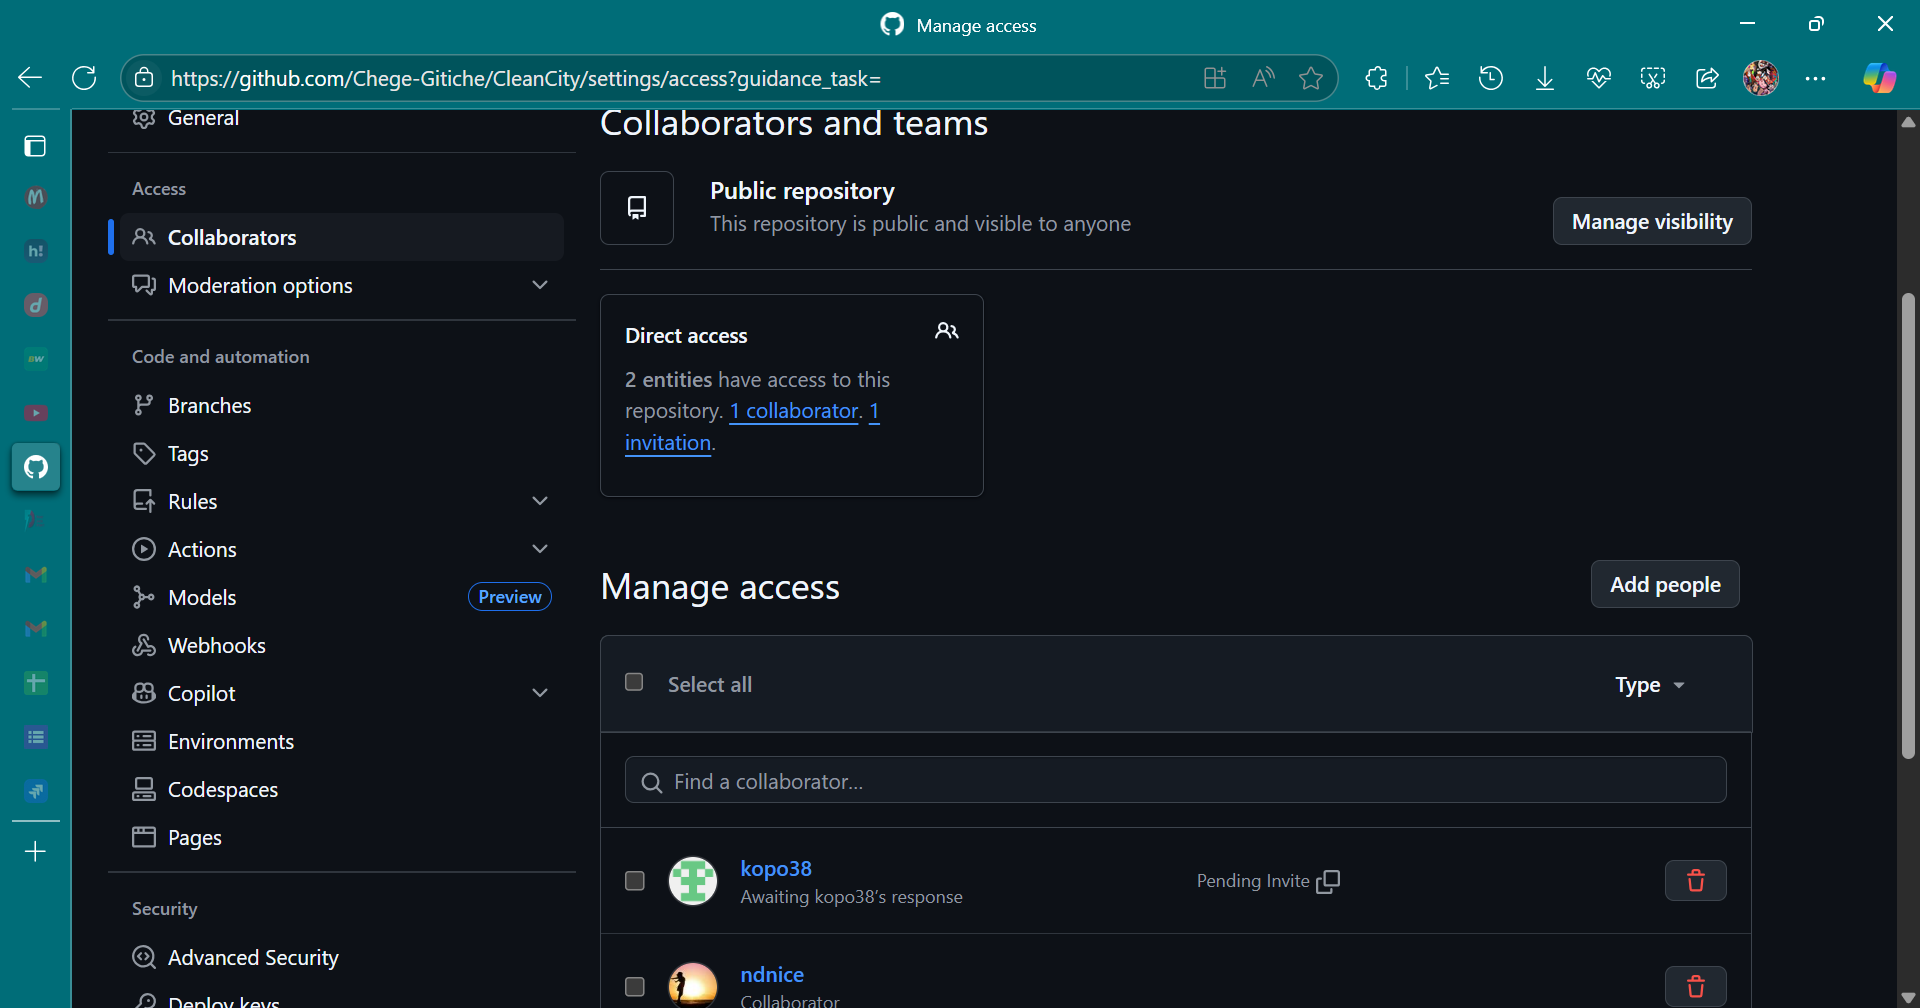 Manage access
https://github.com/Chege-Gitiche/CleanCity/settings/access?guidance_task=
General
Access
Collaborators
Moderation options
Code and automation
Branches
Tags
Rules
Actions
Models
Preview
Webhooks
Copilot
Environments
Codespaces
Pages
Security
Advanced Security
Deploy keys
Collaborators and teams
Public repository
This repository is public and visible to anyone
Manage visibility
Direct access
2 entities have access to this
repository. 1 collaborator. 1
invitation.
Manage access
Add people
Select all
Type
Find a collaborator...
kopo38
Awaiting kopo38's response
Pending Invite
ndnice
Collaborator